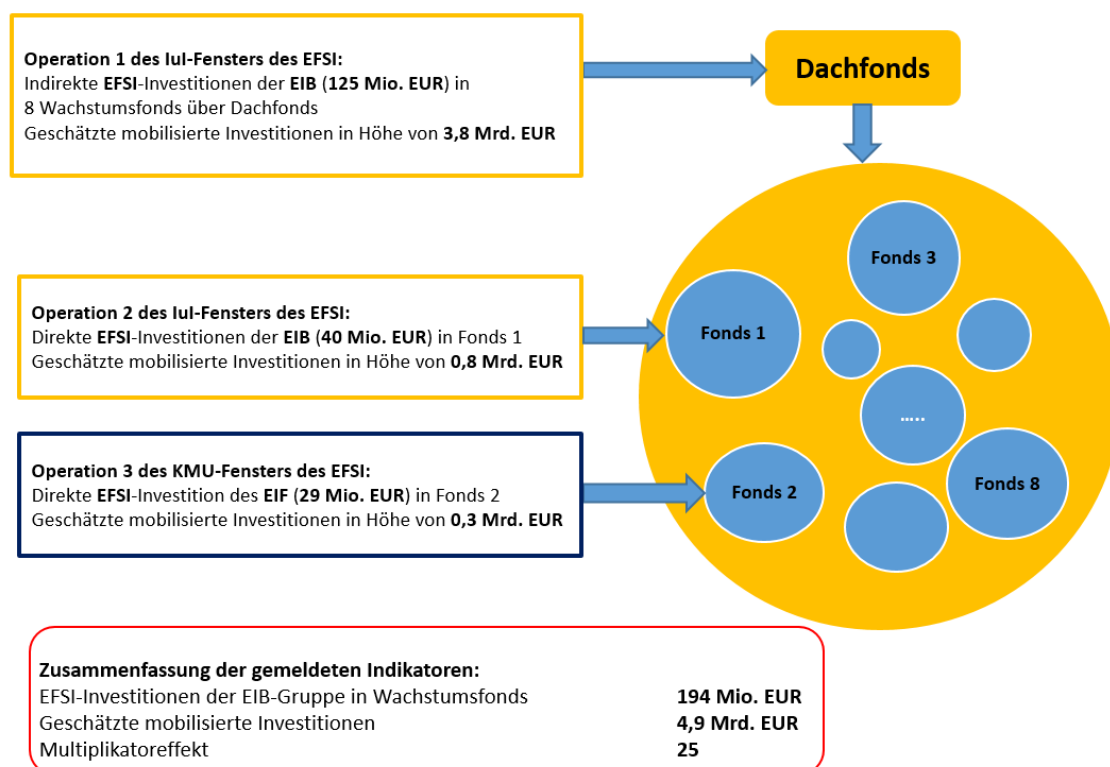 Operation 1 des IuI-Fensters des EFSI:
Indirekte EFSI-Investitionen der EIB (125 Mio. EUR) in
8 Wachstumsfonds über Dachfonds
Geschätzte mobilisierte Investitionen in Höhe von 3,8 Mrd. EUR
Dachfonds
Fonds 3
Operation 2 des IuI-Fensters des EFSI:
Direkte EFSI-Investitionen der EIB (40 Mio. EUR) in Fonds 1
Geschätzte mobilisierte Investitionen in Höhe von 0,8 Mrd. EUR
Fonds 1
.....
Operation 3 des KMU-Fensters des EFSI:
Direkte EFSI-Investition des EIF (29 Mio. EUR) in Fonds 2
Geschätzte mobilisierte Investitionen in Höhe von 0,3 Mrd. EUR
Fonds 2
Fonds 8
Zusammenfassung der gemeldeten Indikatoren:
EFSI-Investitionen der EIB-Gruppe in Wachstumsfonds 194 Mio. EUR
Geschätzte mobilisierte Investitionen 4,9 Mrd. EUR
Multiplikatoreffekt 25